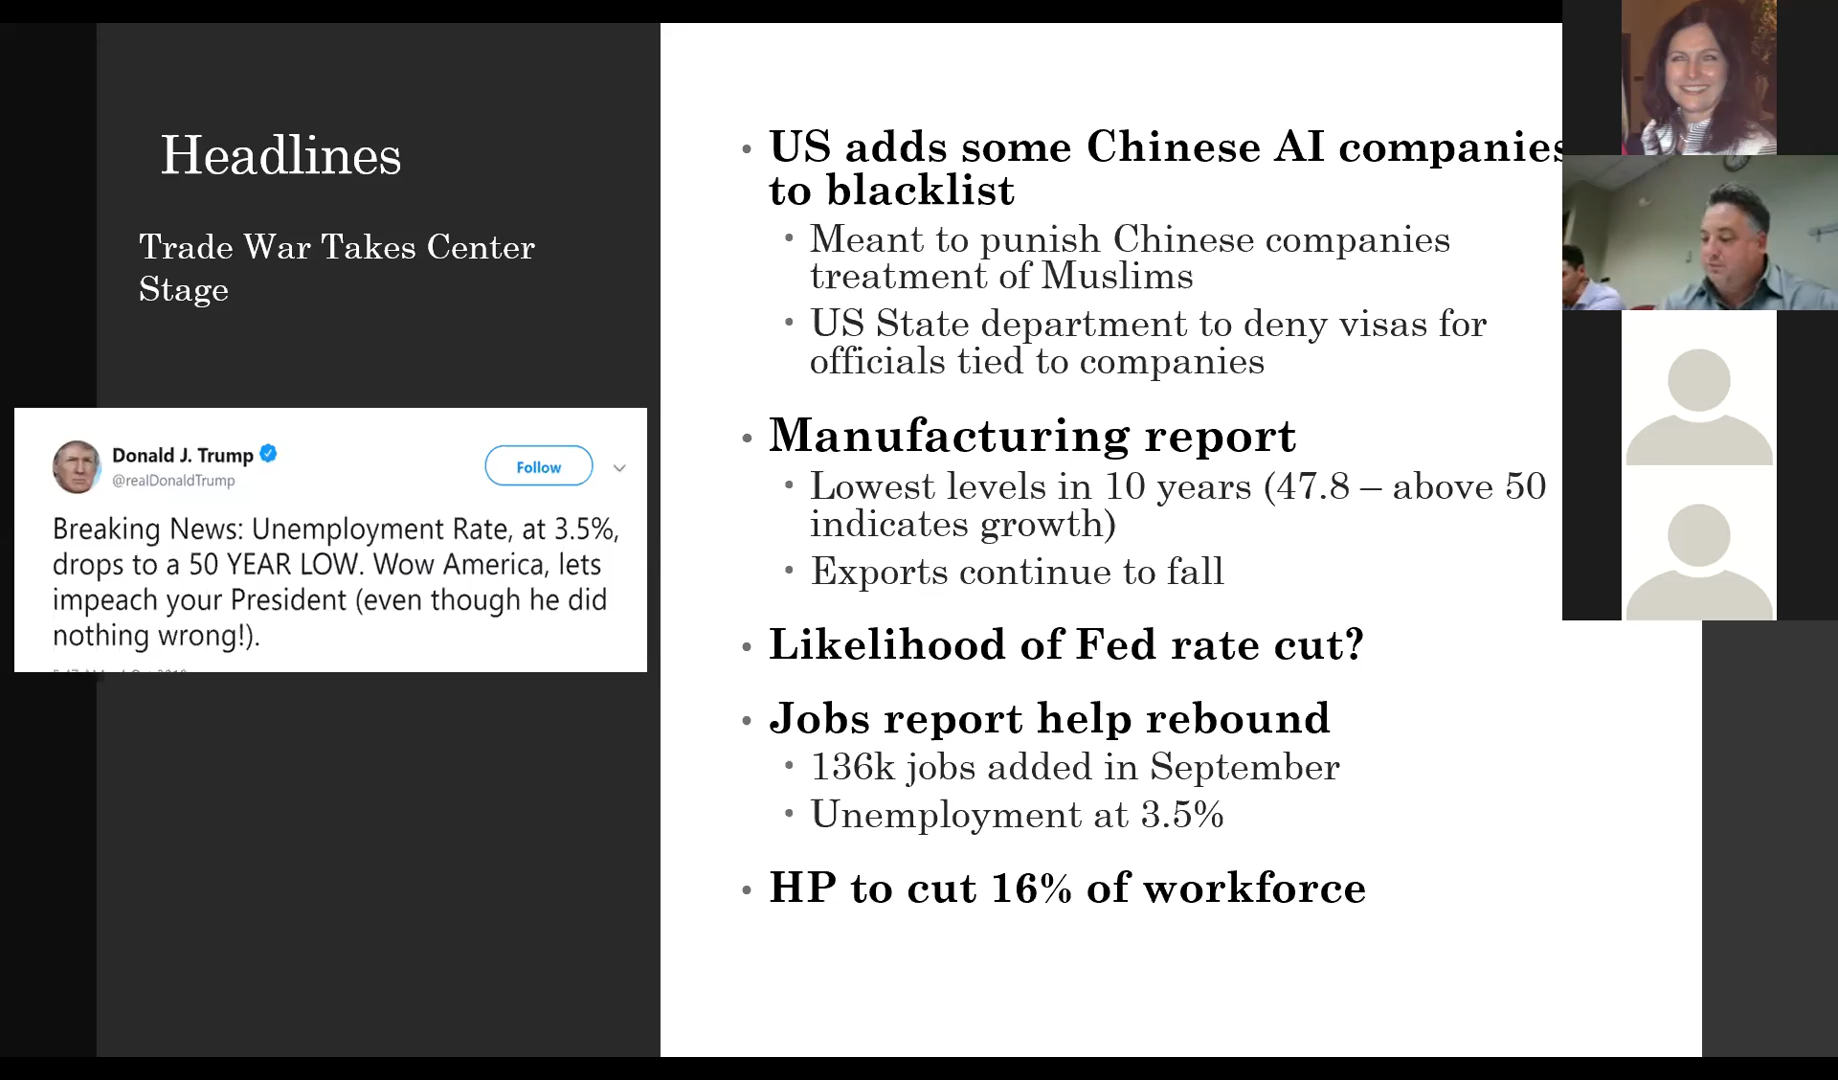 Headlines
Trade War Takes Center
Stage
Donald J. Trump
@realDonaldTrump
Follow
Breaking News: Unemployment Rate, at 3.5%,
drops to a 50 YEAR LOW. Wow America, lets
impeach your President (even though he did
nothing wrong!).
• US adds some Chinese AI companies
to blacklist
• Meant to punish Chinese companies
treatment of Muslims
• US State department to deny visas for
officials tied to companies
• Manufacturing report
• Lowest levels in 10 years (47.8 – above 50
indicates growth)
• Exports continue to fall
• Likelihood of Fed rate cut?
• Jobs report help rebound
• 136k jobs added in September
• Unemployment at 3.5%
• HP to cut 16% of workforce